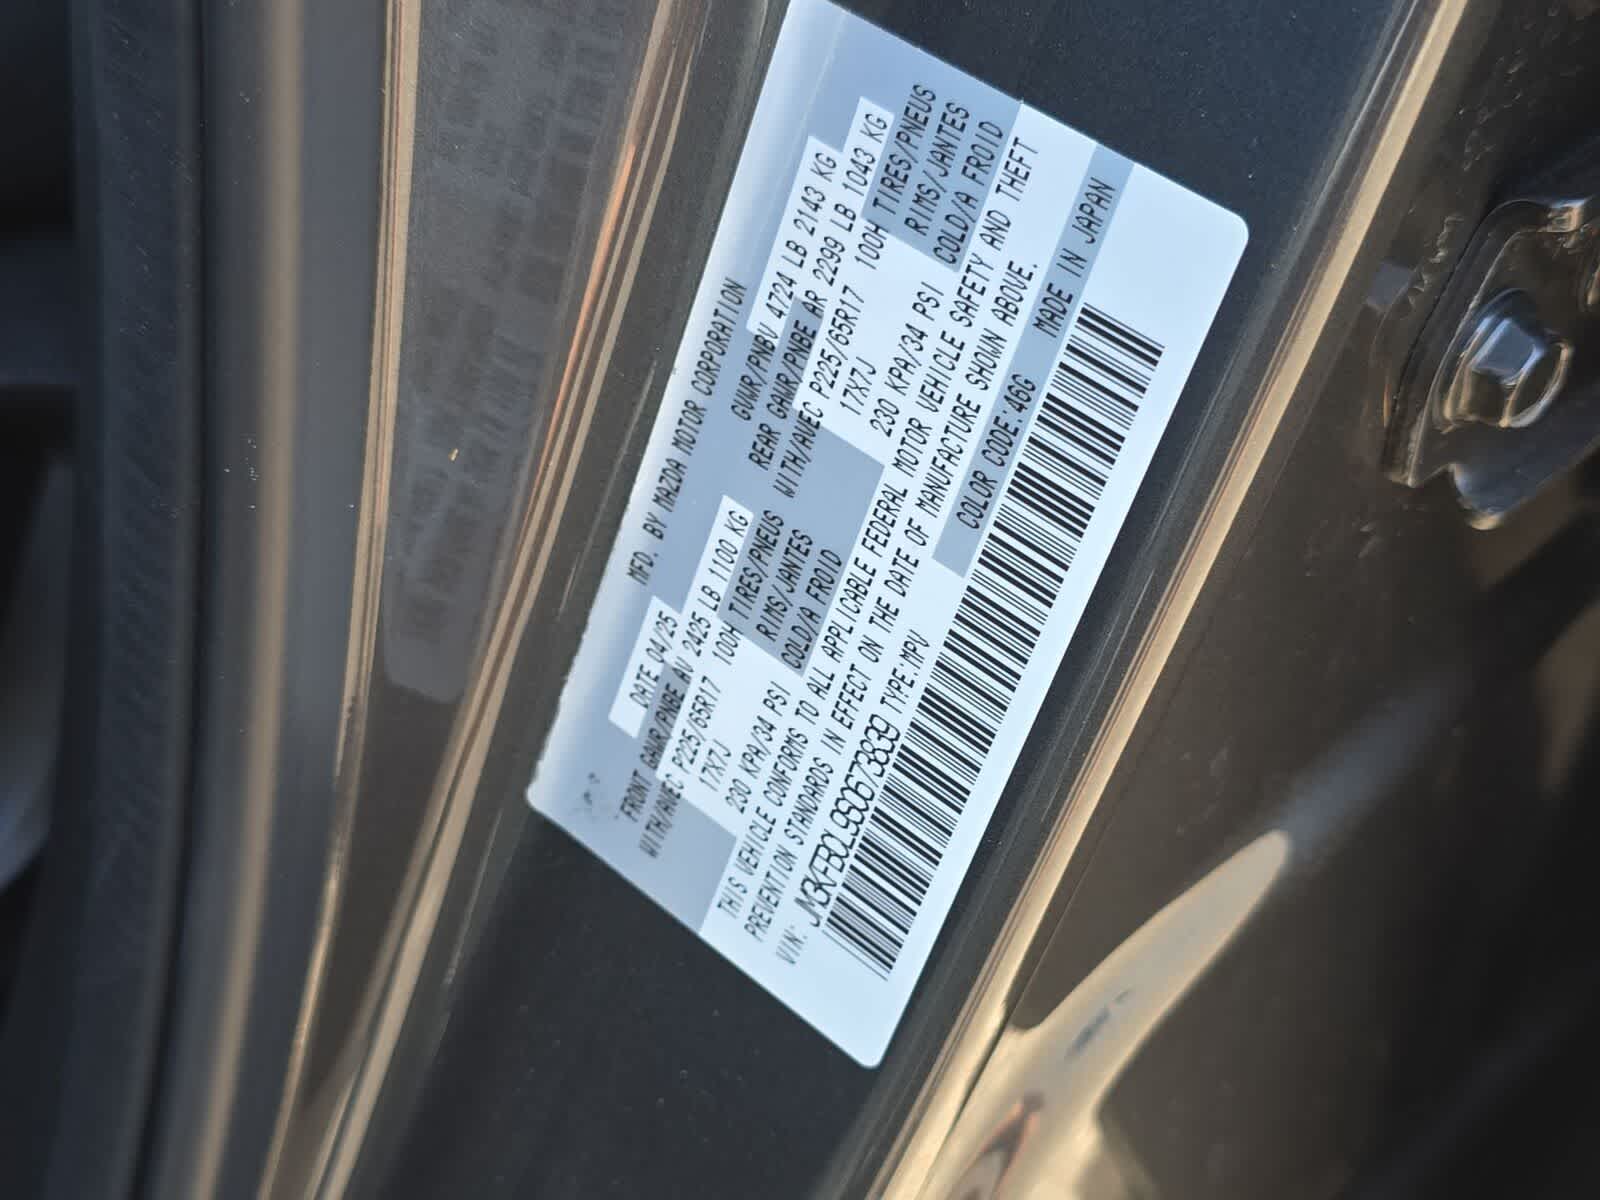 MFD. BY MAZDA MOTOR CORPORATION
DATE 04/25 GVWR/PNBV 4724 LB 2143 KG
FRONT GAWR/PNBE AV 2425 LB 1100 KG REAR GAWR/PNBE AR 2299 LB 1043 KG
WITH/AVEC P225/65R17 100H TIRES/PNEUS WITH/AVEC P225/65R17 100H TIRES/PNEUS
17X7J RIMS/JANTES 17X7J RIMS/JANTES
230 KPA/34 PSI COLD/A FROID 230 KPA/34 PSI COLD/A FROID
THIS VEHICLE CONFORMS TO ALL APPLICABLE FEDERAL MOTOR VEHICLE SAFETY AND THEFT
PREVENTION STANDARDS IN EFFECT ON THE DATE OF MANUFACTURE SHOWN ABOVE.
VIN: JM3KFBCL9S0673839 TYPE:MPV COLOR CODE:46G MADE IN JAPAN